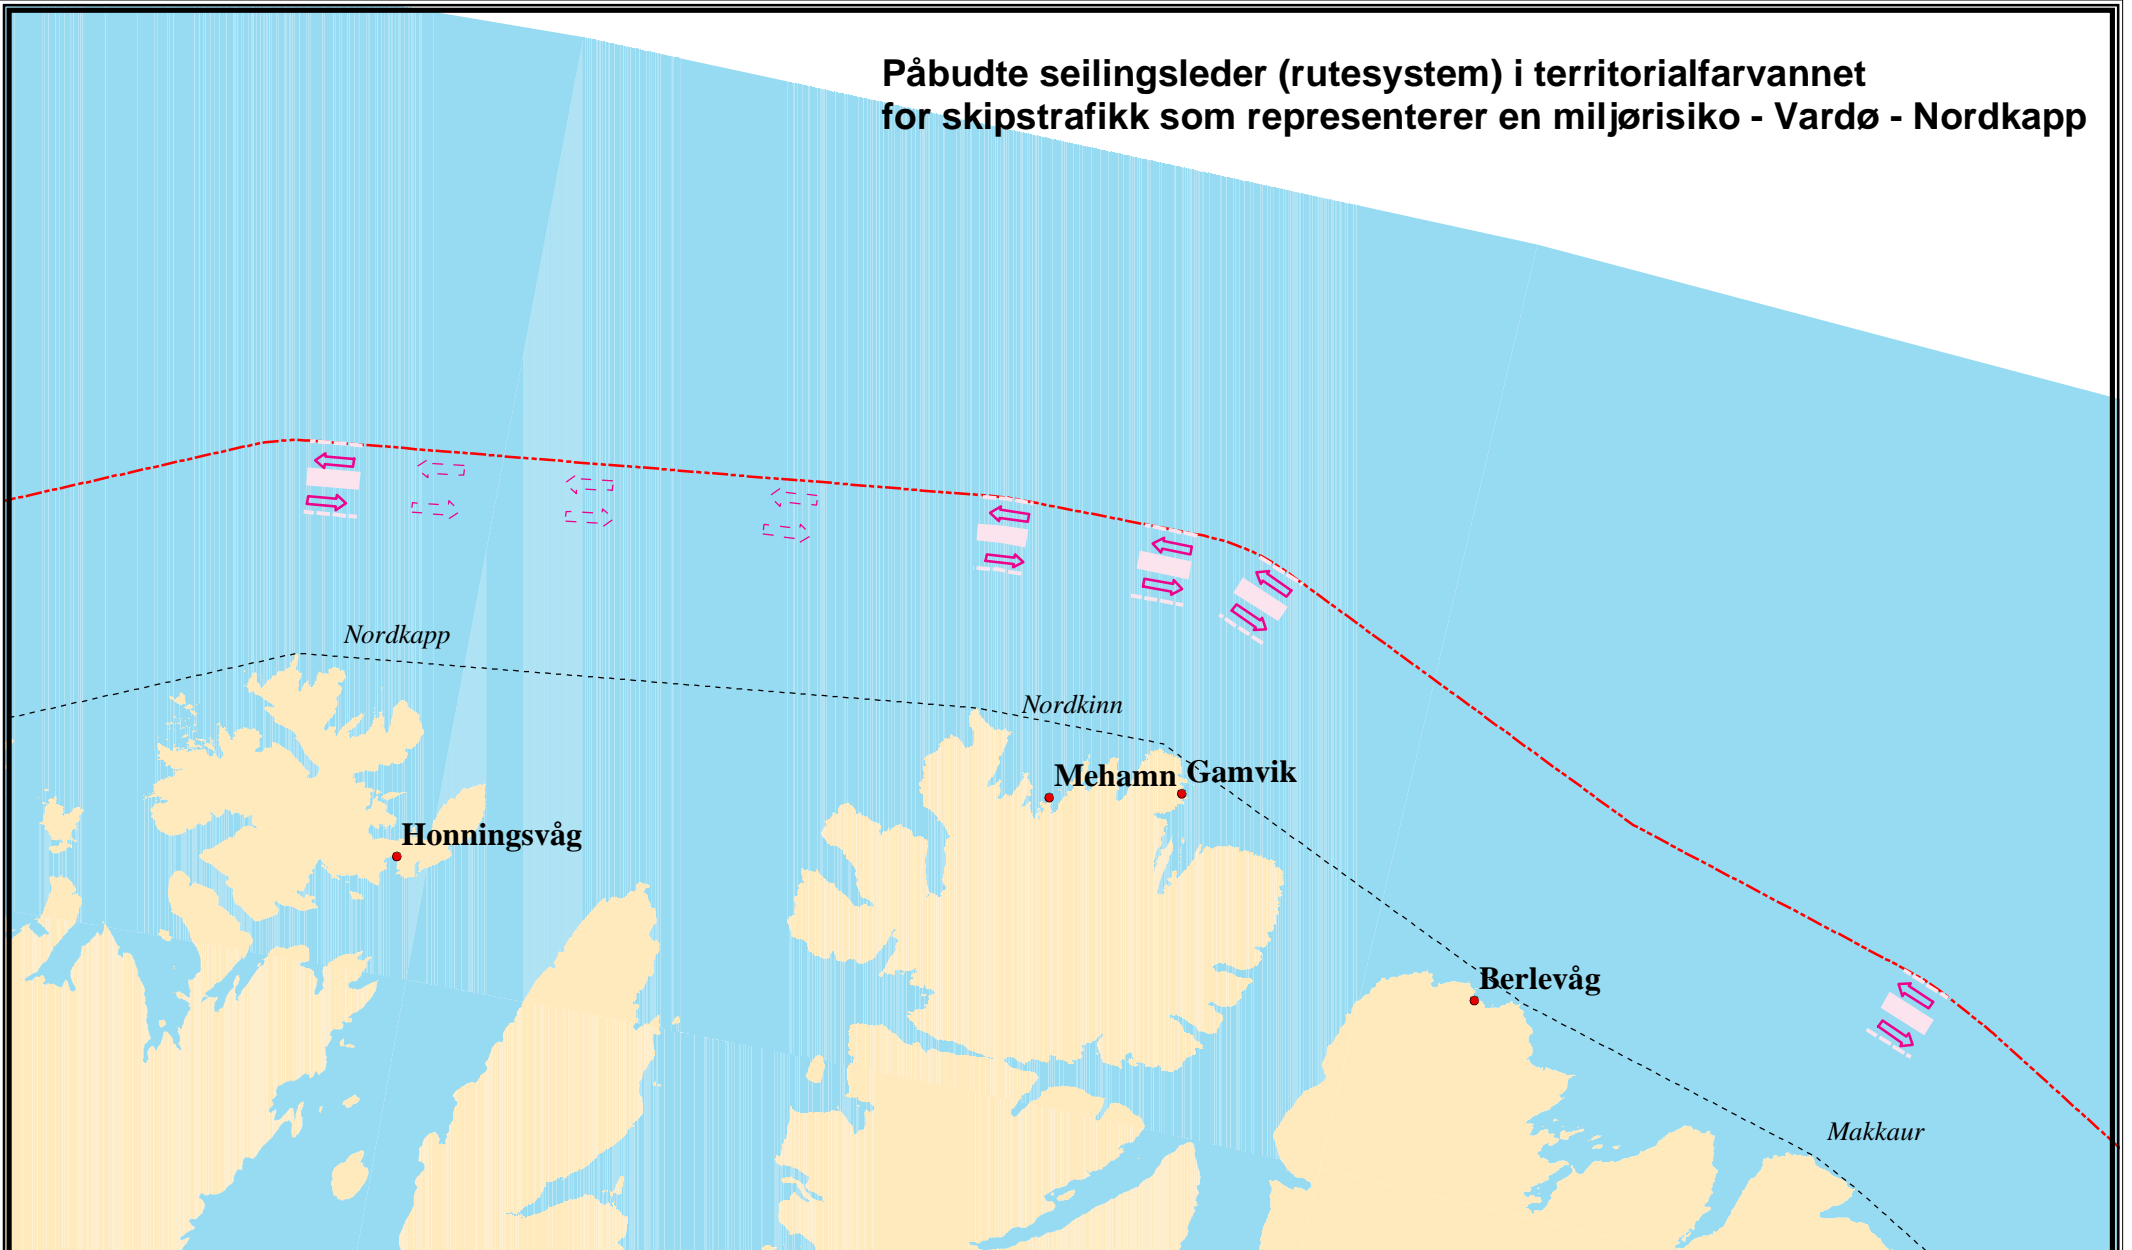 Påbudte seilingsleder (rutesystem) i territorialfarvannet
for skipstrafikk som representerer en miljørisiko - Vardø - Nordkapp
Nordkapp
Nordkinn
Mehamn
Gamvik
Honningsvåg
Berlevåg
Makkaur